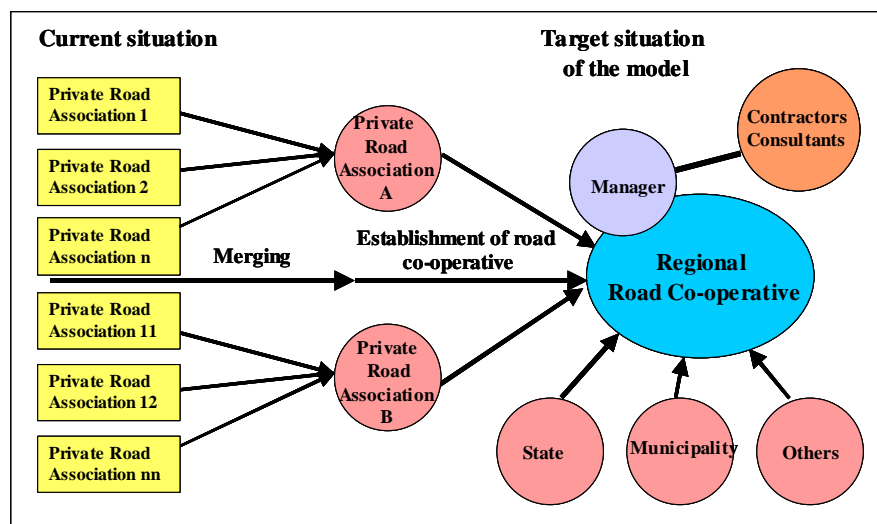 Current situation
Target situation
of the model
Private Road
Association 1
Private Road
Association 2
Private Road
Association n
Private
Road
Association
A
Merging
Establishment of road
co-operative
Private Road
Association 11
Private Road
Association 12
Private Road
Association nn
Private
Road
Association
B
Contractors
Consultants
Manager
Regional
Road Co-operative
State
Municipality
Others